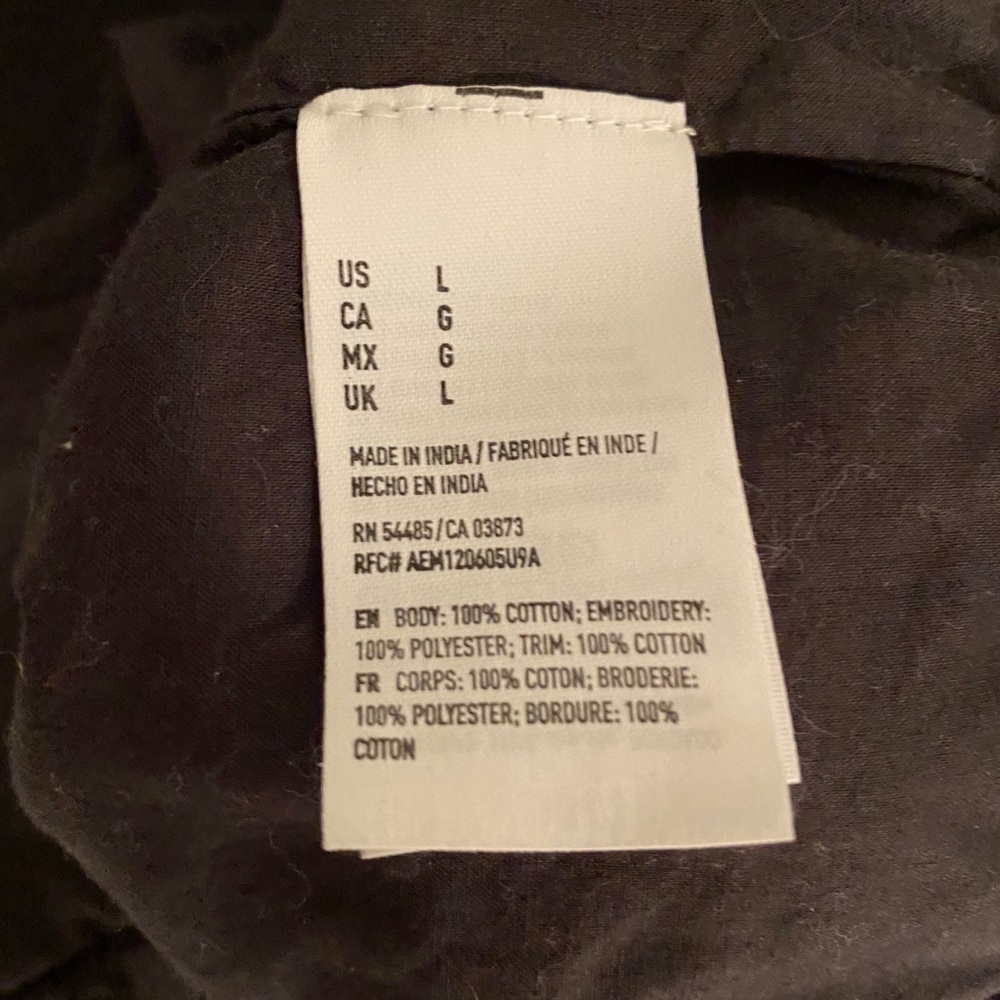 US L
CA G
MX G
UK L
MADE IN INDIA / FABRIQUÉ EN INDE /
HECHO EN INDIA
RN 54485 / CA 03873
RFC# AEM120605U9A
EN BODY: 100% COTTON; EMBROIDERY:
100% POLYESTER; TRIM: 100% COTTON
FR CORPS: 100% COTON; BRODERIE:
100% POLYESTER; BORDURE: 100%
COTON